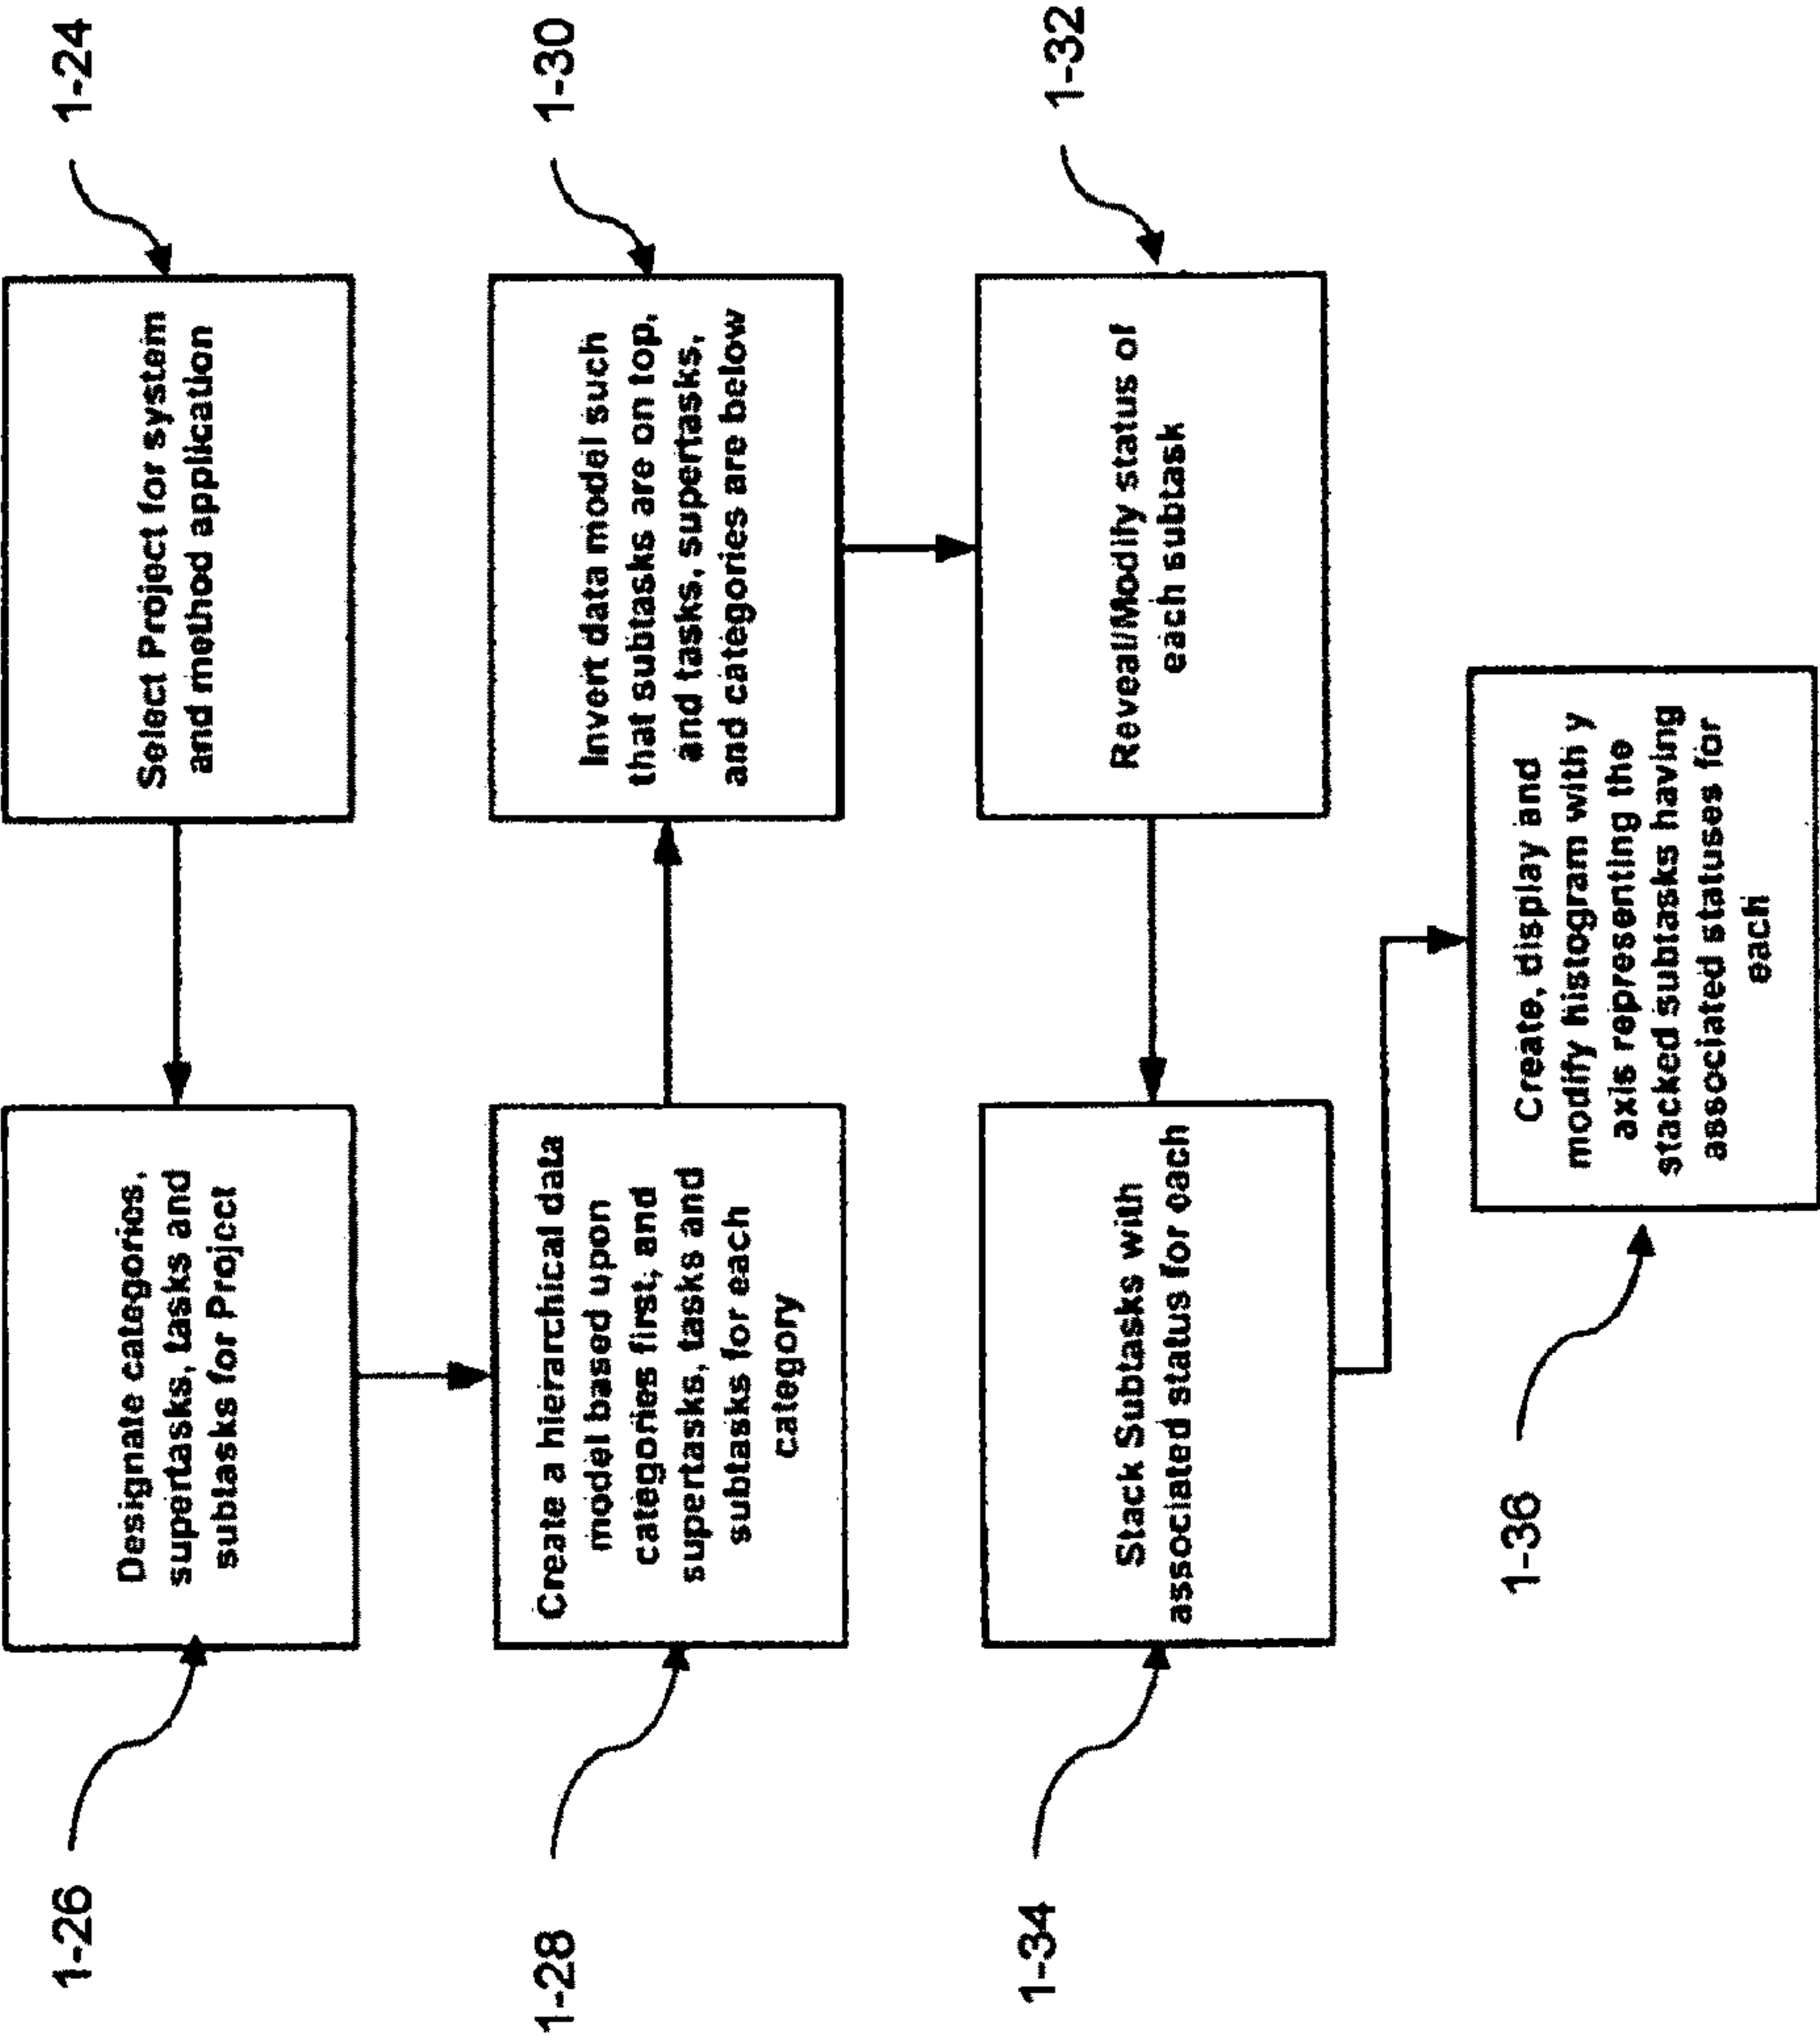 1-26
Designate categories,
supertasks, tasks and
subtasks for Project
Select Project for system
and method application
1-24
1-28
Create a hierarchical data
model based upon
categories first, and
supertasks, tasks and
subtasks for each
category
Invert data model such
that subtasks are on top,
and tasks, supertasks,
and categories are below
1-30
1-34
Stack Subtasks with
associated status for each
Reveal/Modify status of
each subtask
1-32
1-36
Create, display and
modify histogram with y
axis representing the
stacked subtasks having
associated statuses for
each